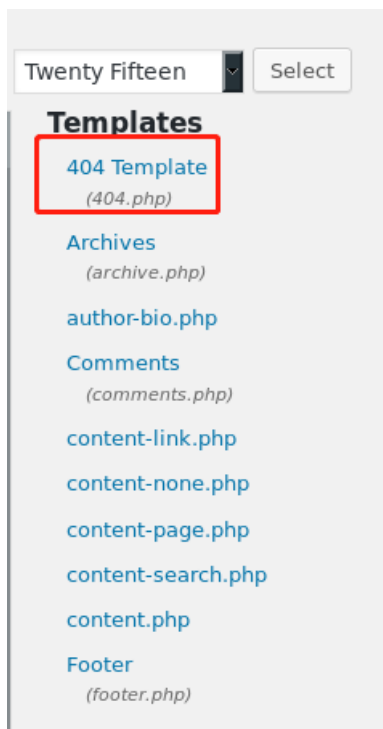 Twenty Fifteen Select
Templates
404 Template
(404.php)
Archives
(archive.php)
author-bio.php
Comments
(comments.php)
content-link.php
content-none.php
content-page.php
content-search.php
content.php
Footer
(footer.php)